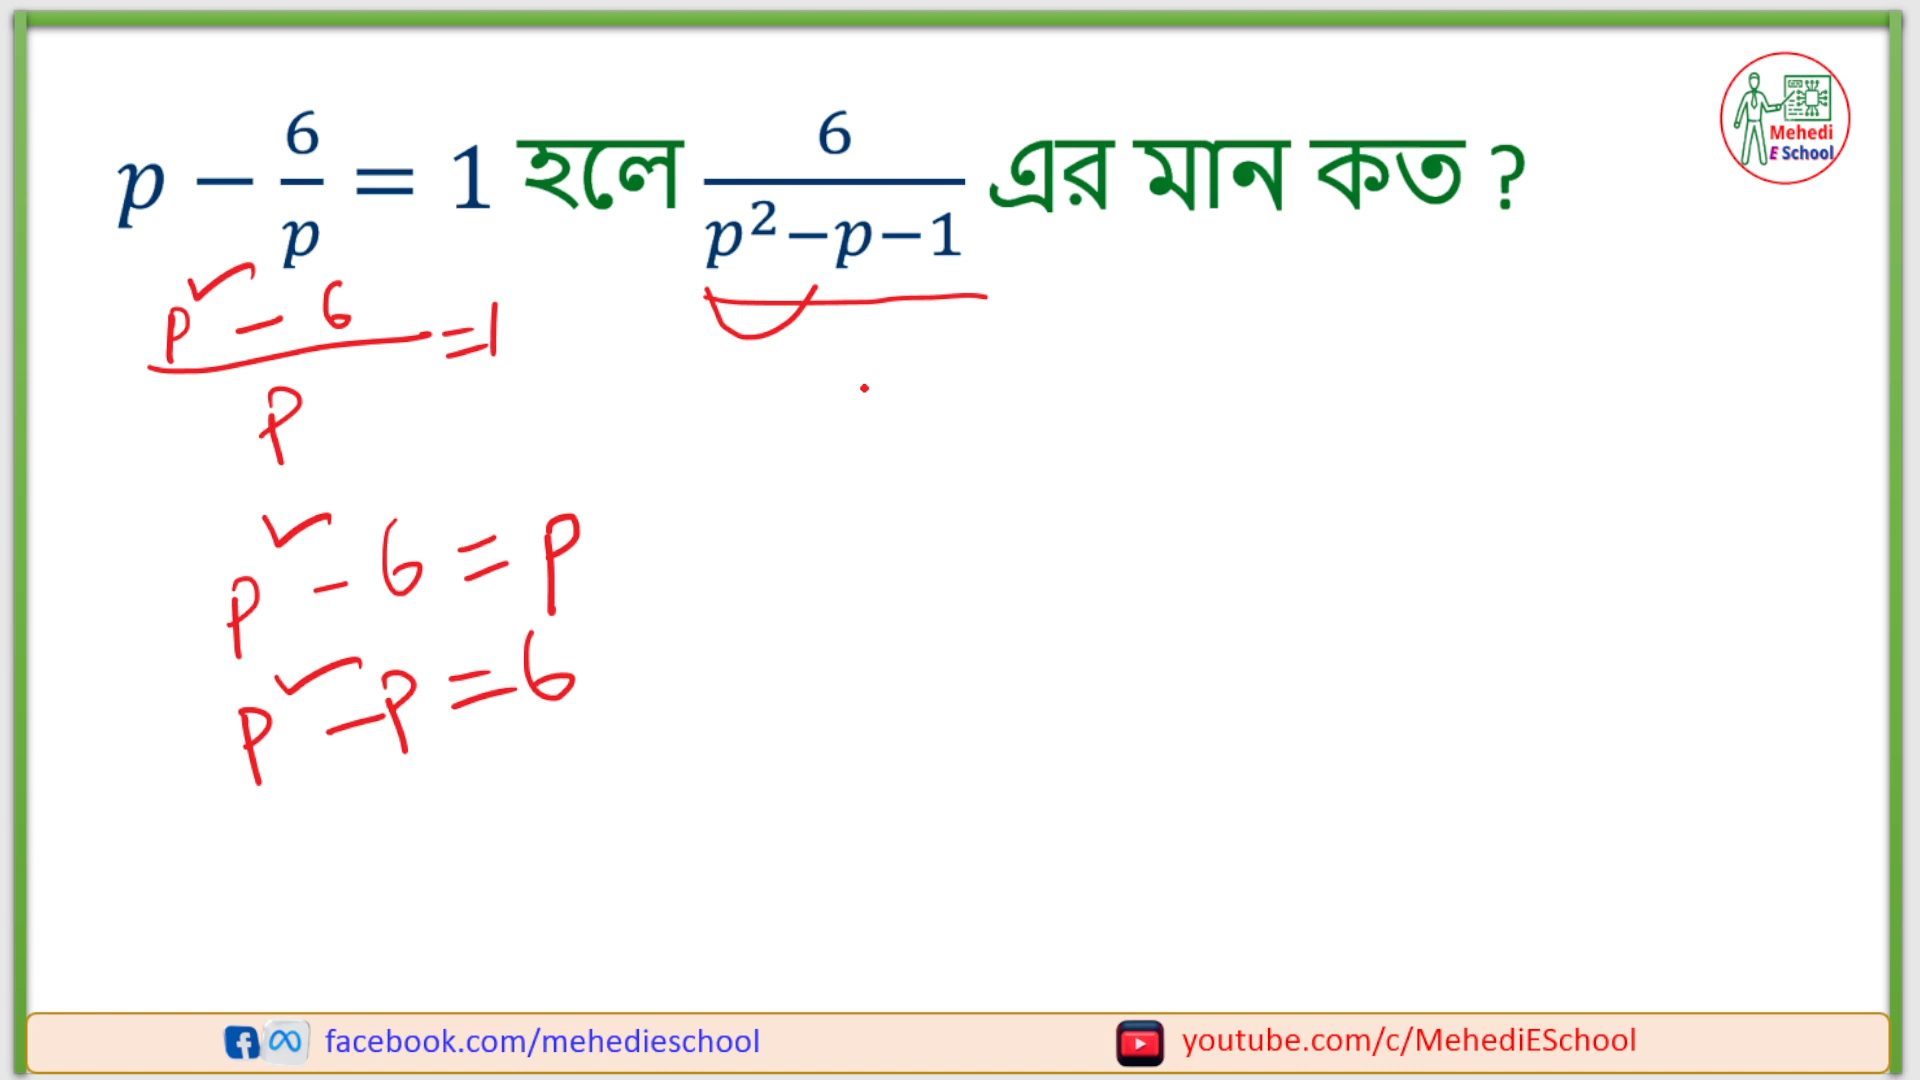 p − 6/p = 1 হলে 6/(p²−p−1) এর মান কত ?
Mehedi
E School
p² − 6 / p = 1
p² − 6 = p
p² − p = 6
facebook.com/mehedieschool
youtube.com/c/MehediESchool